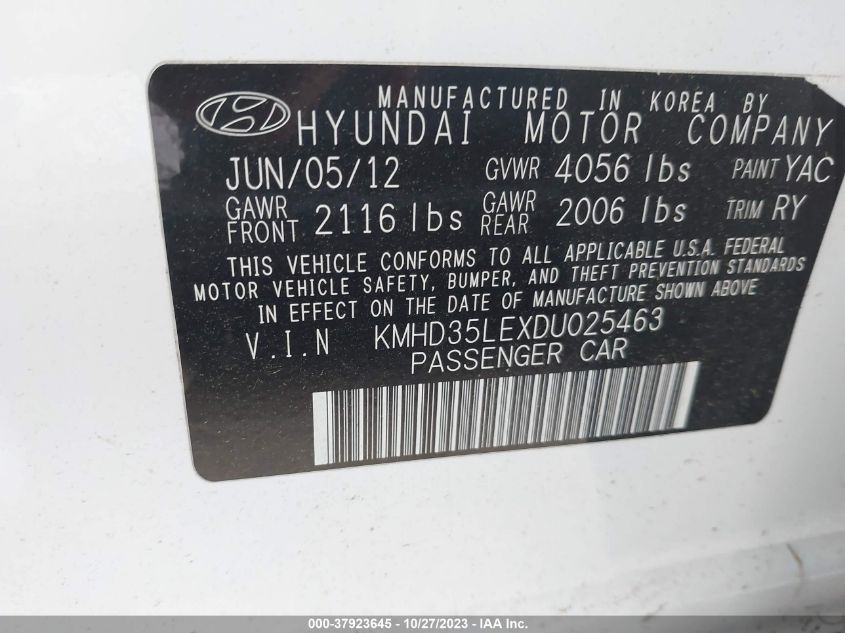 MANUFACTURED IN KOREA BY
HYUNDAI MOTOR COMPANY
JUN/05/12 GVWR 4056 lbs PAINT YAC
GAWR FRONT 2116 lbs GAWR REAR 2006 lbs TRIM RY
THIS VEHICLE CONFORMS TO ALL APPLICABLE U.S.A. FEDERAL
MOTOR VEHICLE SAFETY, BUMPER, AND THEFT PREVENTION STANDARDS
IN EFFECT ON THE DATE OF MANUFACTURE SHOWN ABOVE
V.I.N KMHD35LEXDU025463
PASSENGER CAR
000-37923645 - 10/27/2023 - IAA Inc.